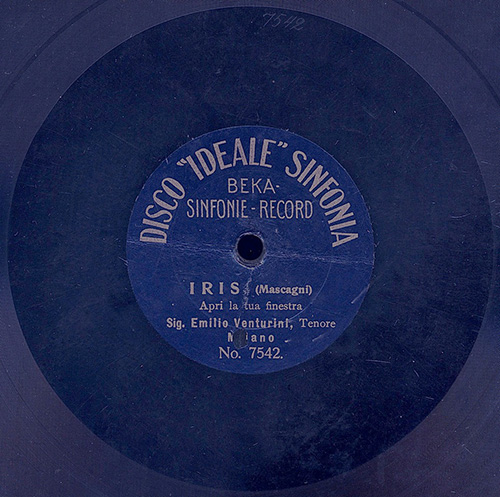 7542
DISCO "IDEALE" SINFONIA
BEKA-
SINFONIE-RECORD
IRIS (Mascagni)
Apri la tua finestra
Sig. Emilio Venturini, Tenore
Milano
No. 7542.